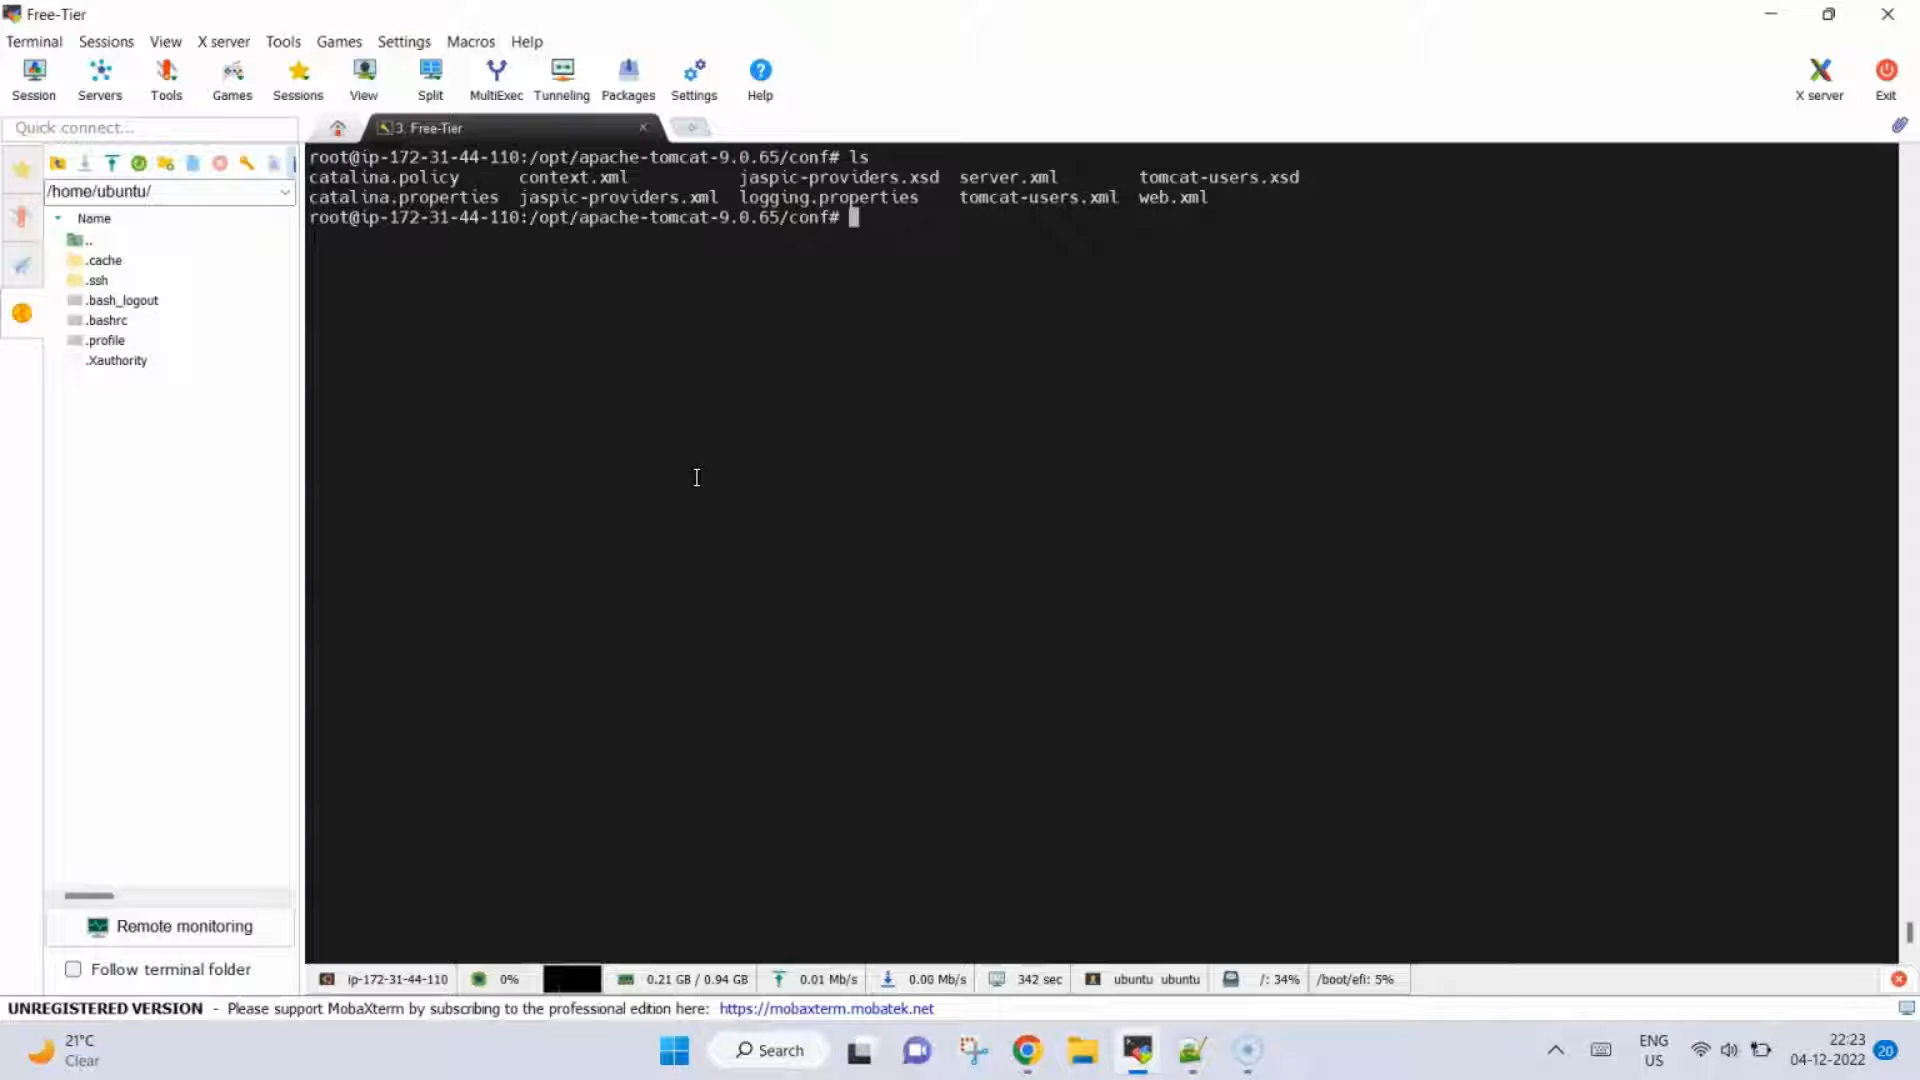 Free-Tier
Terminal Sessions View X server Tools Games Settings Macros Help
Session Servers Tools Games Sessions View Split MultiExec Tunneling Packages Settings Help X server Exit
Quick connect...
3. Free-Tier
/home/ubuntu/
Name
..
.cache
.ssh
.bash_logout
.bashrc
.profile
.Xauthority
root@ip-172-31-44-110:/opt/apache-tomcat-9.0.65/conf# ls
catalina.policy context.xml jaspic-providers.xsd server.xml tomcat-users.xsd
catalina.properties jaspic-providers.xml logging.properties tomcat-users.xml web.xml
root@ip-172-31-44-110:/opt/apache-tomcat-9.0.65/conf#
Remote monitoring
Follow terminal folder
ip-172-31-44-110 0% 0.21 GB / 0.94 GB 0.01 Mb/s 0.00 Mb/s 342 sec ubuntu ubuntu /: 34% /boot/efi: 5%
UNREGISTERED VERSION - Please support MobaXterm by subscribing to the professional edition here: https://mobaxterm.mobatek.net
21°C
Clear
Search
ENG
US
22:23
04-12-2022
20